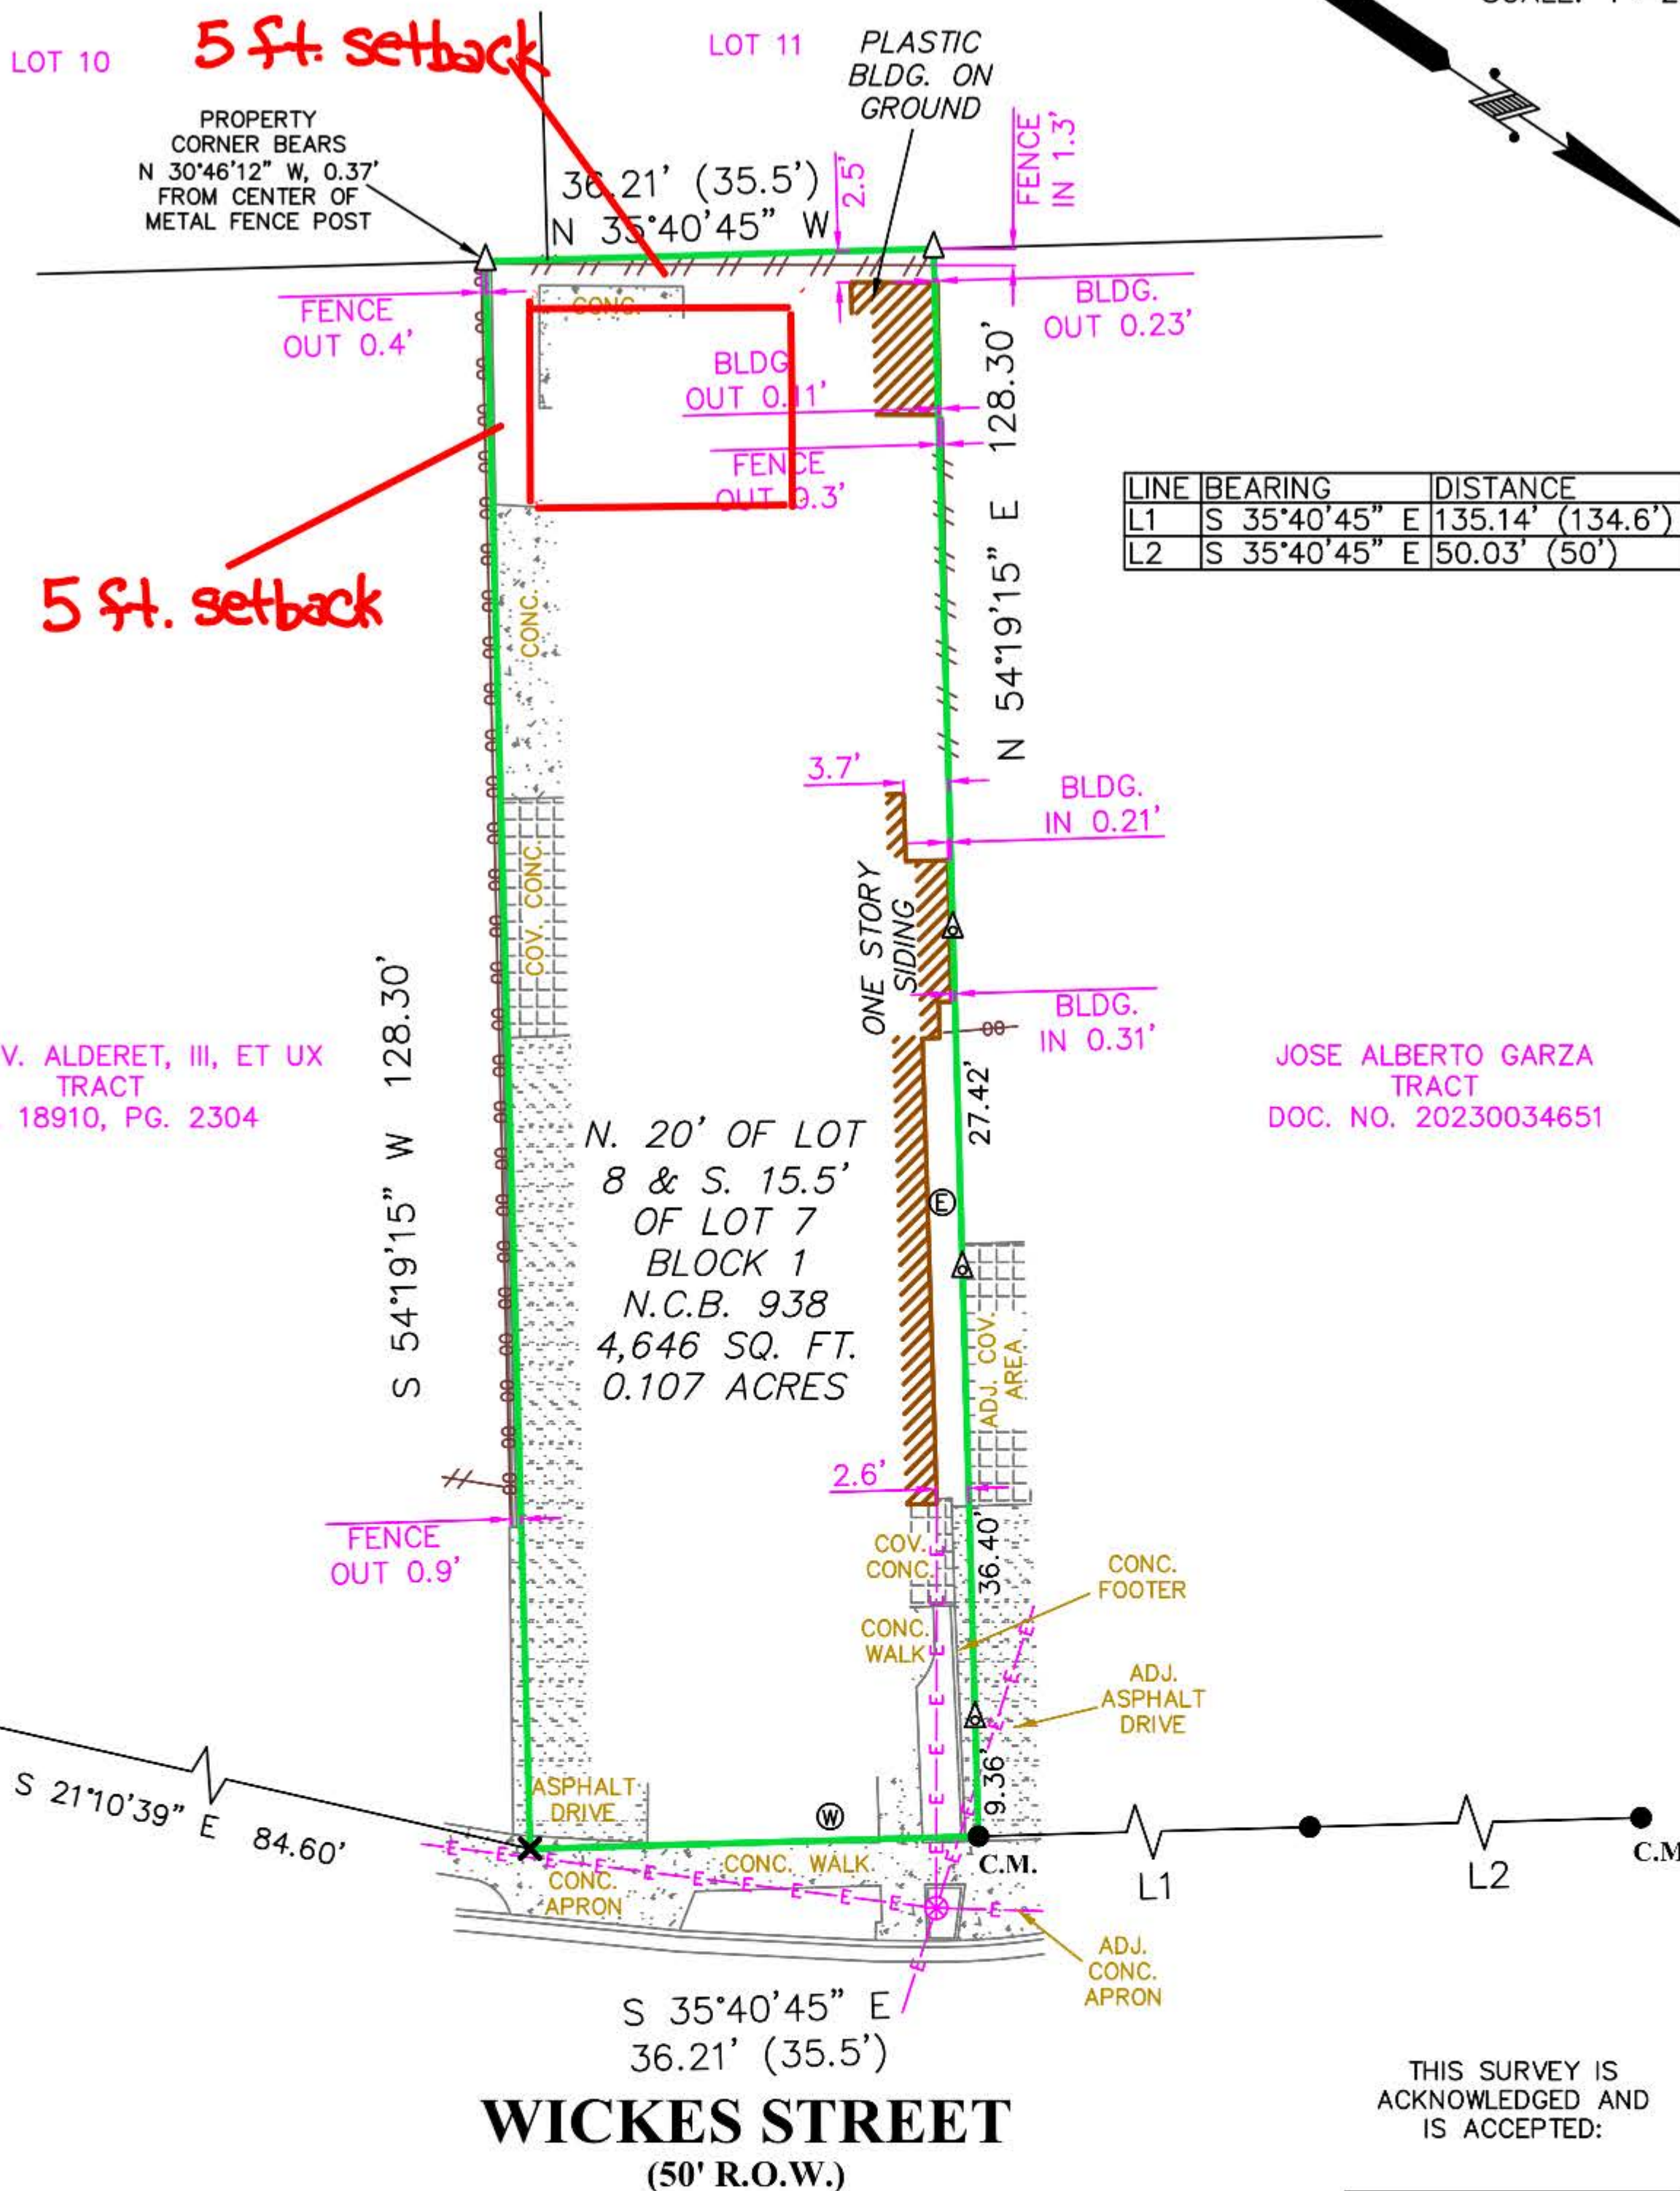 LOT 10
5 ft. setback
LOT 11
PLASTIC
BLDG. ON
GROUND
PROPERTY
CORNER BEARS
N 30°46'12" W, 0.37'
FROM CENTER OF
METAL FENCE POST
36.21' (35.5')
N 35°40'45" W
2.5'
FENCE
IN 1.3'
FENCE
OUT 0.4'
CONC.
BLDG.
OUT 0.23'
BLDG
OUT 0.11'
FENCE
OUT 0.3'
N 54°19'15" E 128.30'
LINE BEARING DISTANCE
L1 S 35°40'45" E 135.14' (134.6')
L2 S 35°40'45" E 50.03' (50')
5 ft. setback
CONC.
3.7'
BLDG.
IN 0.21'
COV. CONC.
ONE STORY
SIDING
BLDG.
IN 0.31'
S 54°19'15" W 128.30'
V. ALDERET, III, ET UX
TRACT
18910, PG. 2304
27.42'
JOSE ALBERTO GARZA
TRACT
DOC. NO. 20230034651
N. 20' OF LOT
8 & S. 15.5'
OF LOT 7
BLOCK 1
N.C.B. 938
4,646 SQ. FT.
0.107 ACRES
E
ADJ. COV.
AREA
2.6'
FENCE
OUT 0.9'
COV.
CONC.
36.40'
CONC.
FOOTER
CONC.
WALK
ADJ.
ASPHALT
DRIVE
9.36'
S 21°10'39" E 84.60'
ASPHALT
DRIVE
W
CONC. WALK
C.M.
L1
L2
C.M
CONC.
APRON
ADJ.
CONC.
APRON
S 35°40'45" E
36.21' (35.5')
WICKES STREET
(50' R.O.W.)
THIS SURVEY IS
ACKNOWLEDGED AND
IS ACCEPTED: